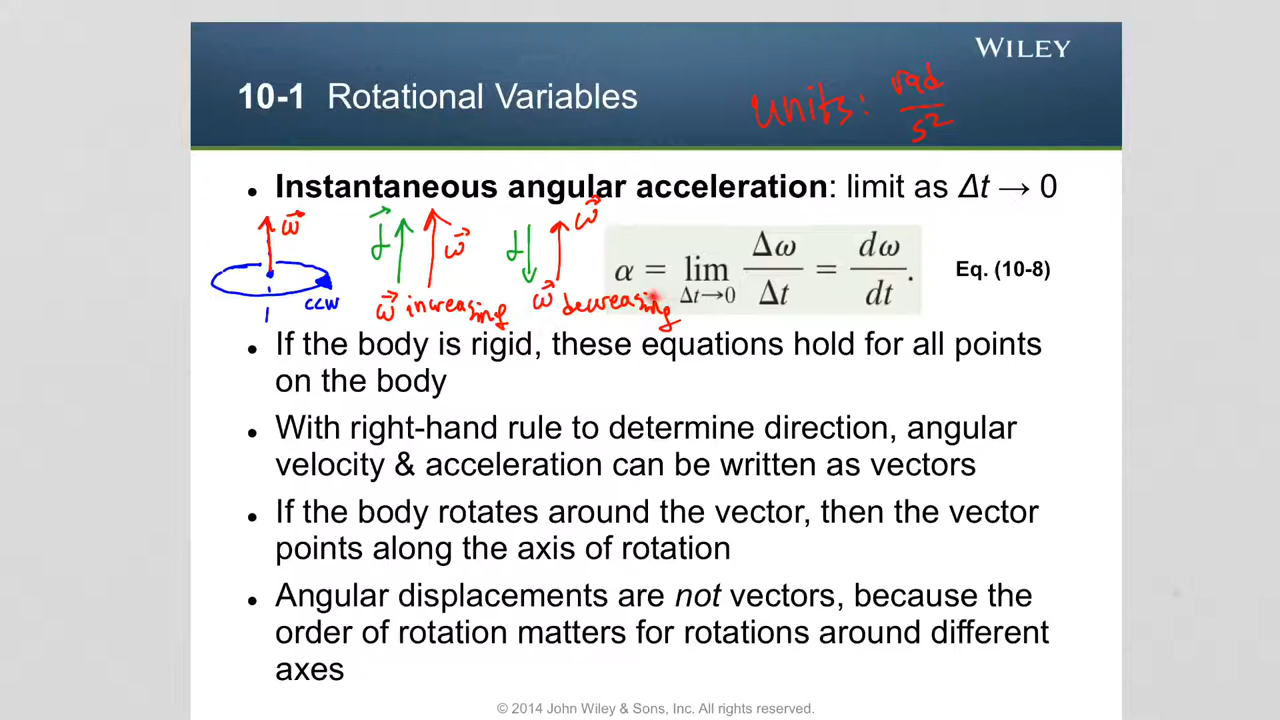 WILEY
10-1 Rotational Variables
units: rad/s²
• Instantaneous angular acceleration: limit as Δt → 0
ω⃗
α⃗
ω⃗
α
ω⃗
α = lim Δt→0 Δω/Δt = dω/dt.
Eq. (10-8)
ccw
ω⃗ increasing
ω⃗ decreasing
• If the body is rigid, these equations hold for all points
on the body
• With right-hand rule to determine direction, angular
velocity & acceleration can be written as vectors
• If the body rotates around the vector, then the vector
points along the axis of rotation
• Angular displacements are not vectors, because the
order of rotation matters for rotations around different
axes
© 2014 John Wiley & Sons, Inc. All rights reserved.